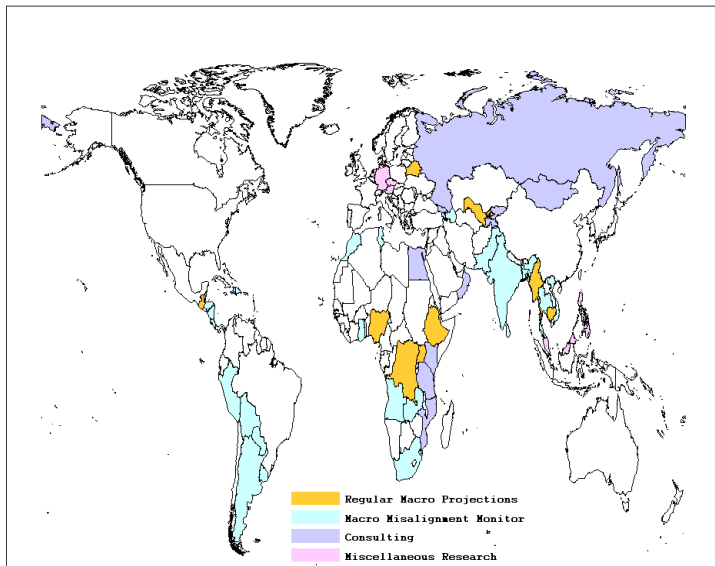 Regular Macro Projections
Macro Misalignment Monitor
Consulting
Miscellaneous Research